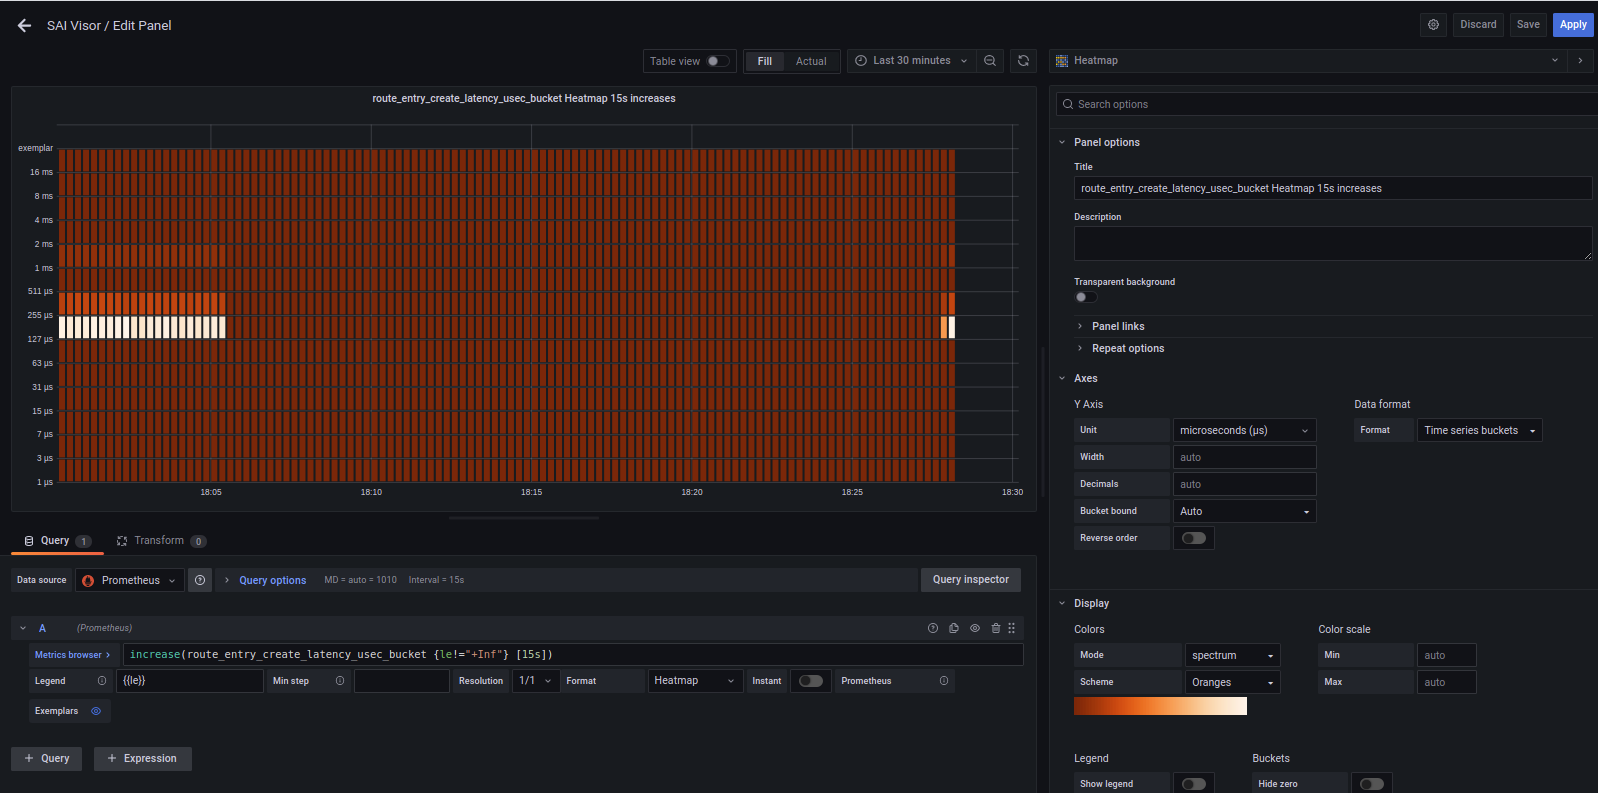 SAI Visor / Edit Panel
Discard
Save
Apply
Table view
Fill
Actual
Last 30 minutes
Heatmap
Search options
route_entry_create_latency_usec_bucket Heatmap 15s increases
exemplar
16 ms
8 ms
4 ms
2 ms
1 ms
511 µs
255 µs
127 µs
63 µs
31 µs
15 µs
7 µs
3 µs
1 µs
18:05
18:10
18:15
18:20
18:25
18:30
Panel options
Title
route_entry_create_latency_usec_bucket Heatmap 15s increases
Description
Transparent background
Panel links
Repeat options
Axes
Y Axis
Data format
Unit
microseconds (µs)
Format
Time series buckets
Width
auto
Decimals
auto
Bucket bound
Auto
Reverse order
Query 1
Transform 0
Data source
Prometheus
Query options
MD = auto = 1010
Interval = 15s
Query inspector
A
(Prometheus)
Metrics browser >
increase(route_entry_create_latency_usec_bucket {le!="+Inf"} [15s])
Legend
{{le}}
Min step
Resolution
1/1
Format
Heatmap
Instant
Prometheus
Exemplars
+ Query
+ Expression
Display
Colors
Color scale
Mode
spectrum
Min
auto
Scheme
Oranges
Max
auto
Legend
Buckets
Show legend
Hide zero